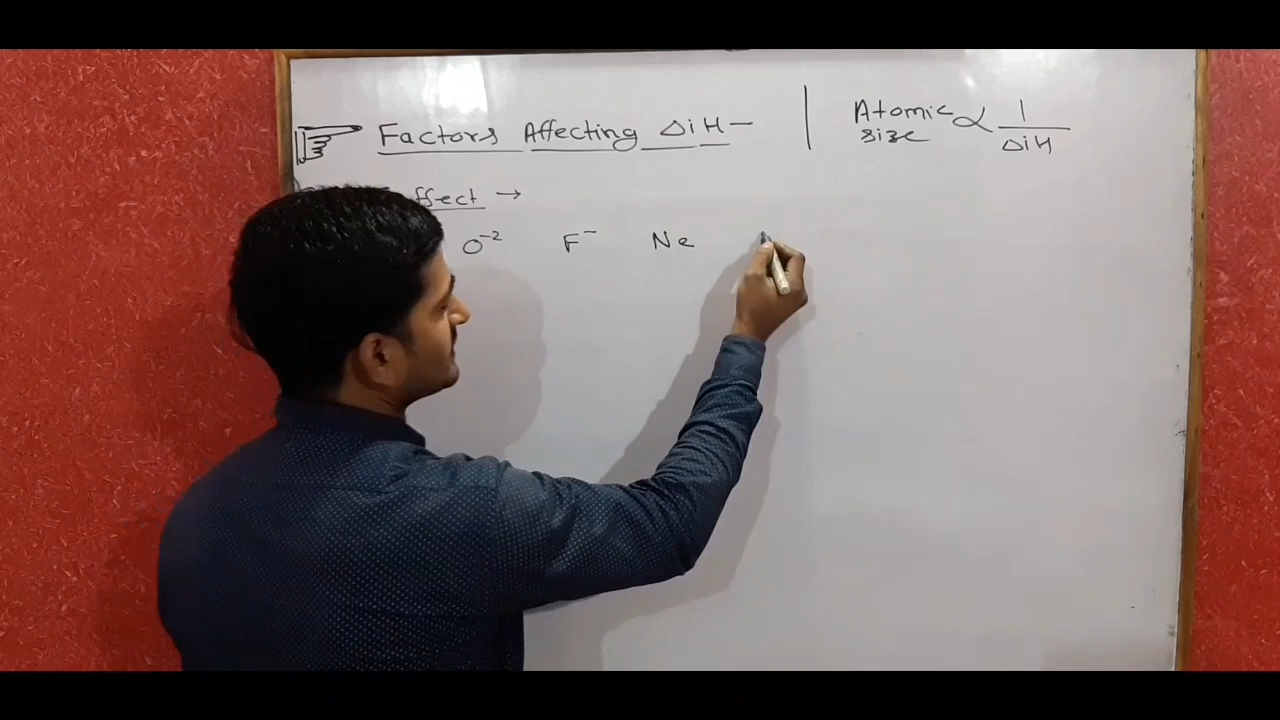 Factors Affecting ΔiH −
Atomic size ∝ 1/ΔiH
ffect →
O⁻² F⁻ Ne